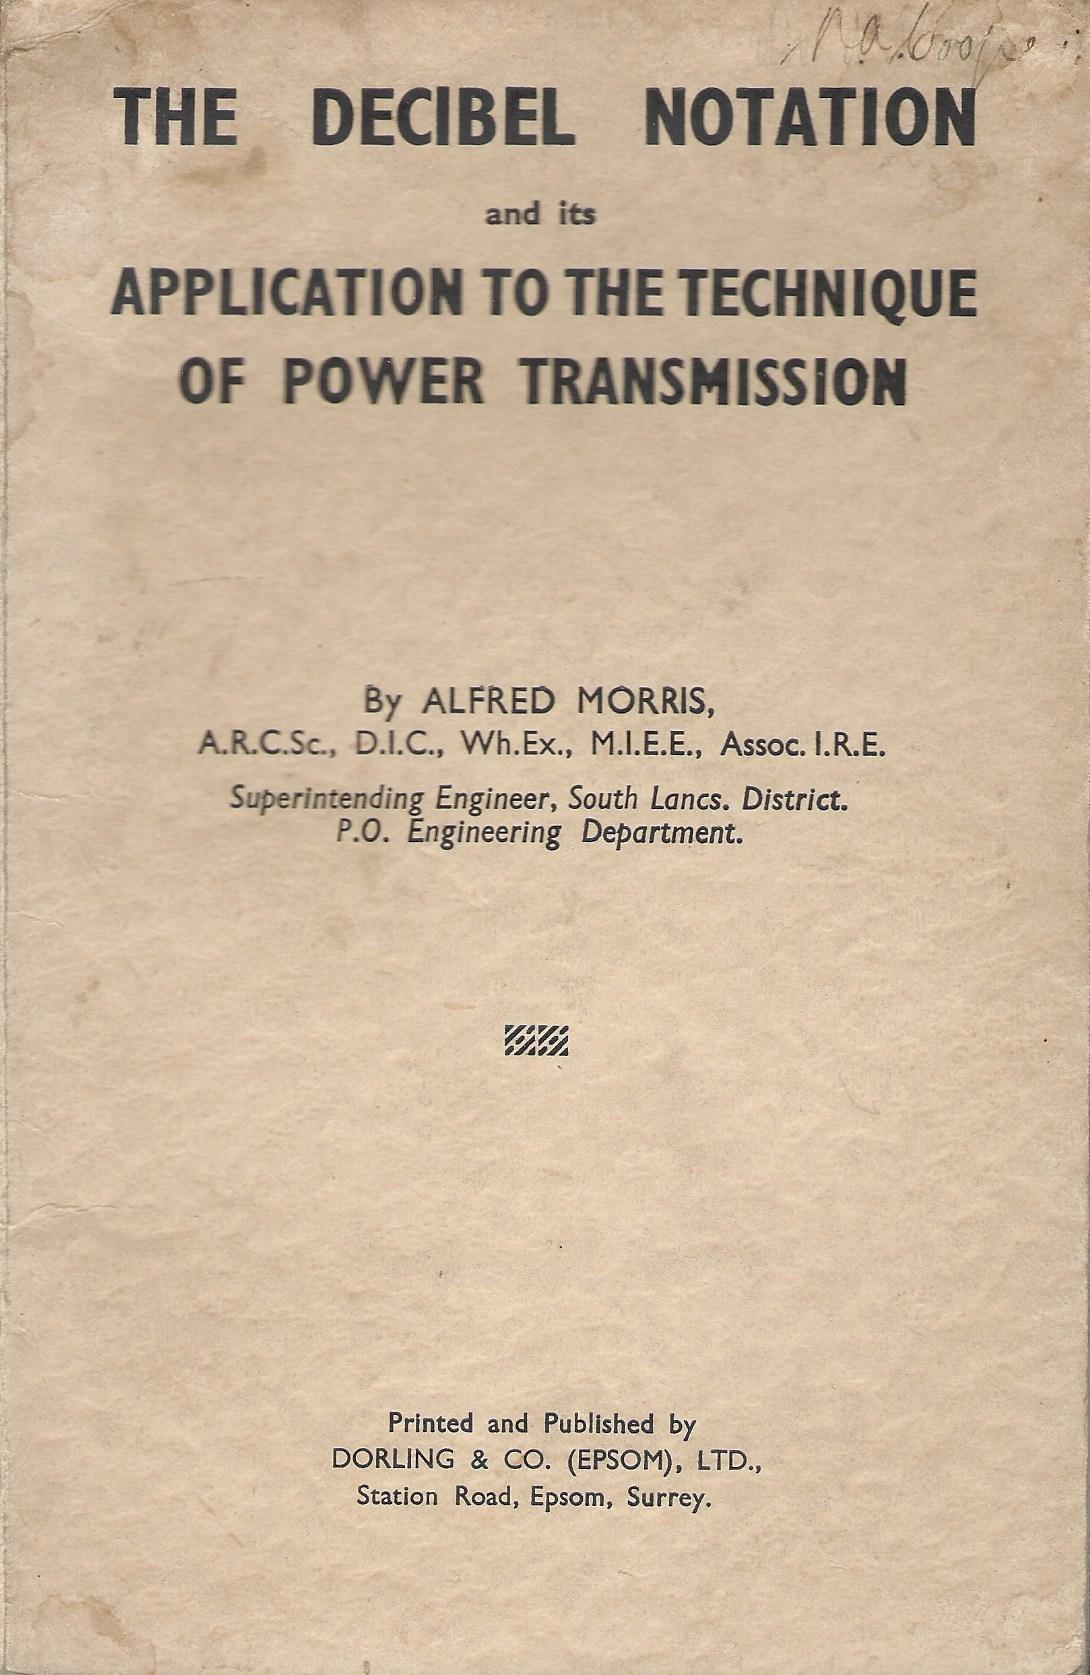 THE DECIBEL NOTATION
and its
APPLICATION TO THE TECHNIQUE
OF POWER TRANSMISSION
By ALFRED MORRIS,
A.R.C.Sc., D.I.C., Wh.Ex., M.I.E.E., Assoc. I.R.E.
Superintending Engineer, South Lancs. District.
P.O. Engineering Department.
Printed and Published by
DORLING & CO. (EPSOM), LTD.,
Station Road, Epsom, Surrey.